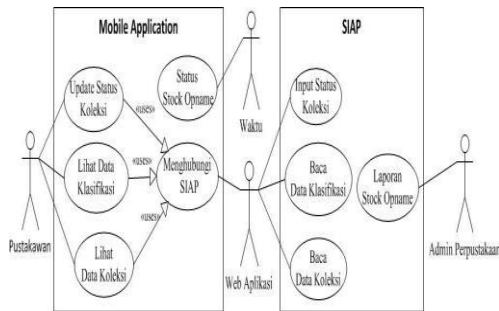 Mobile Application
SIAP
Update Status
Koleksi
Status
Stock Opname
Waktu
Input Status
Koleksi
«uses»
«uses»
«uses»
Lihat Data
Klasifikasi
Menghubungi
SIAP
Baca
Data Klasifikasi
Laporan
Stock Opname
Pustakawan
Lihat
Data Koleksi
Web Aplikasi
Baca
Data Koleksi
Admin Perpustakaan